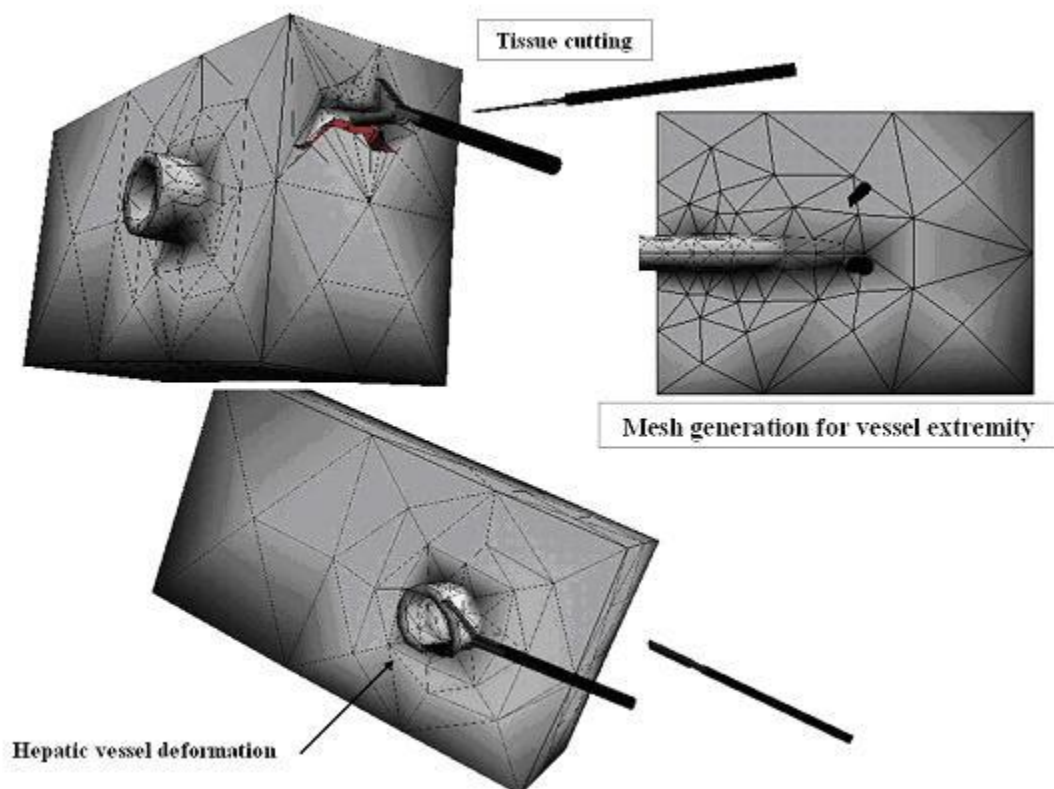 Tissue cutting
Mesh generation for vessel extremity
Hepatic vessel deformation